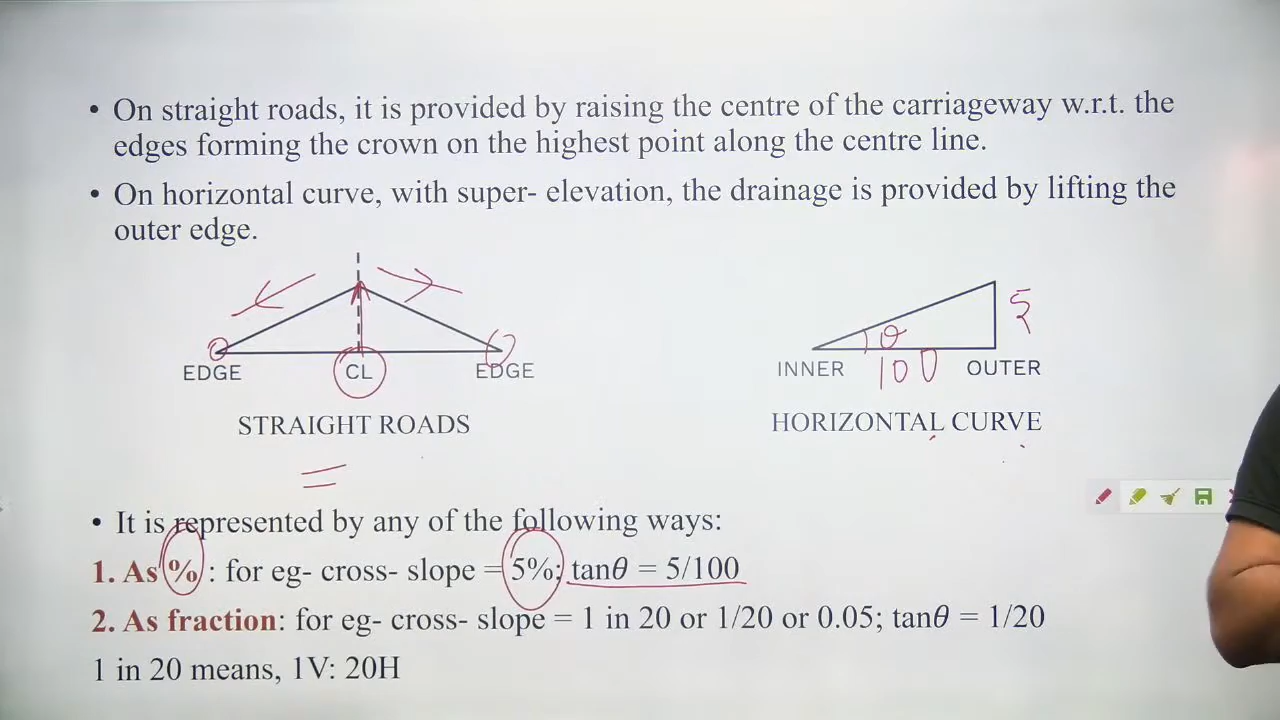 • On straight roads, it is provided by raising the centre of the carriageway w.r.t. the
edges forming the crown on the highest point along the centre line.
• On horizontal curve, with super- elevation, the drainage is provided by lifting the
outer edge.
EDGE CL EDGE
STRAIGHT ROADS
θ
5
100
INNER OUTER
HORIZONTAL CURVE
=
• It is represented by any of the following ways:
1. As % : for eg- cross- slope = 5%; tanθ = 5/100
2. As fraction: for eg- cross- slope = 1 in 20 or 1/20 or 0.05; tanθ = 1/20
1 in 20 means, 1V: 20H